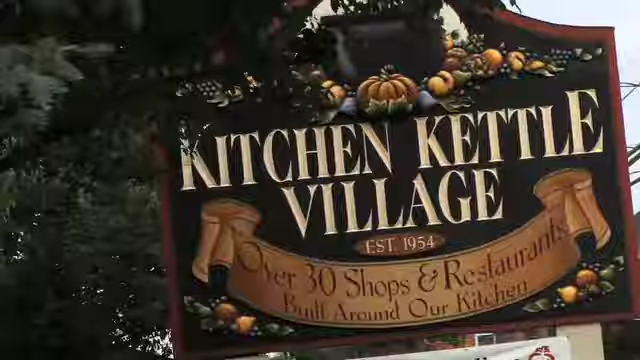 KITCHEN KETTLE
VILLAGE
EST. 1954
Over 30 Shops & Restaurants
Built Around Our Kitchen